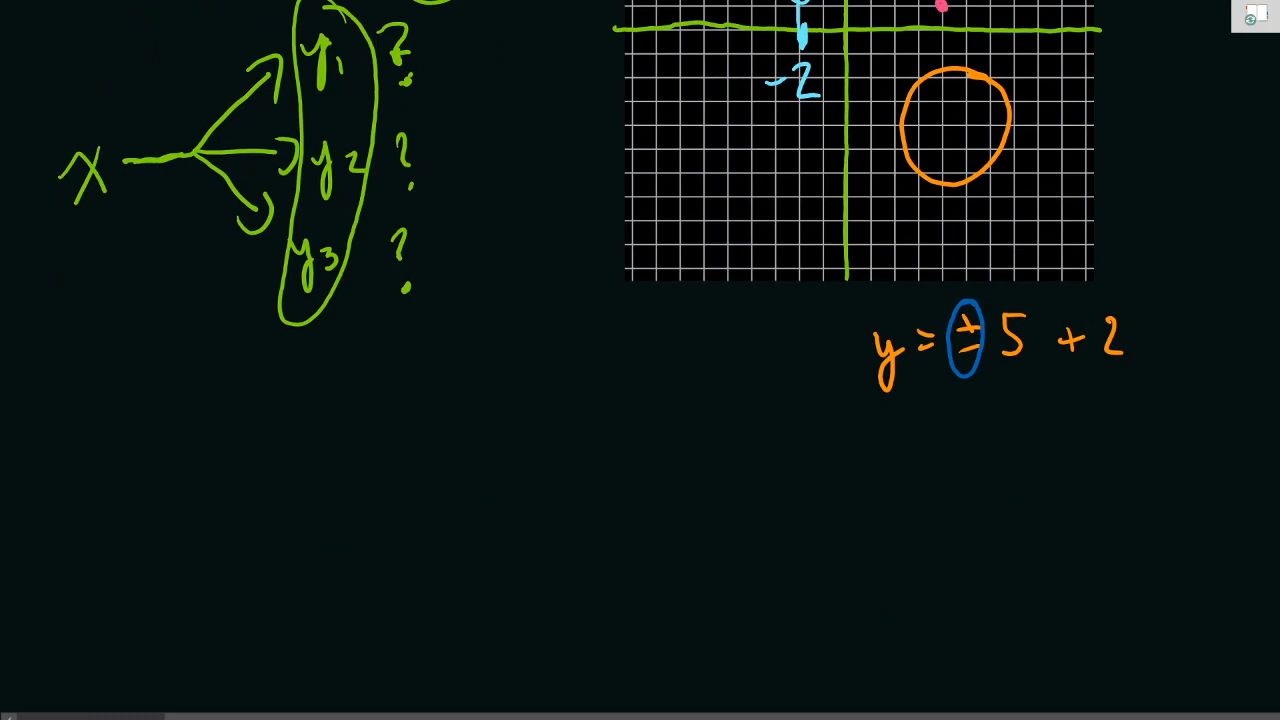 y₁ ?
x y₂ ?
y₃ ?
-2
y = ± 5 + 2